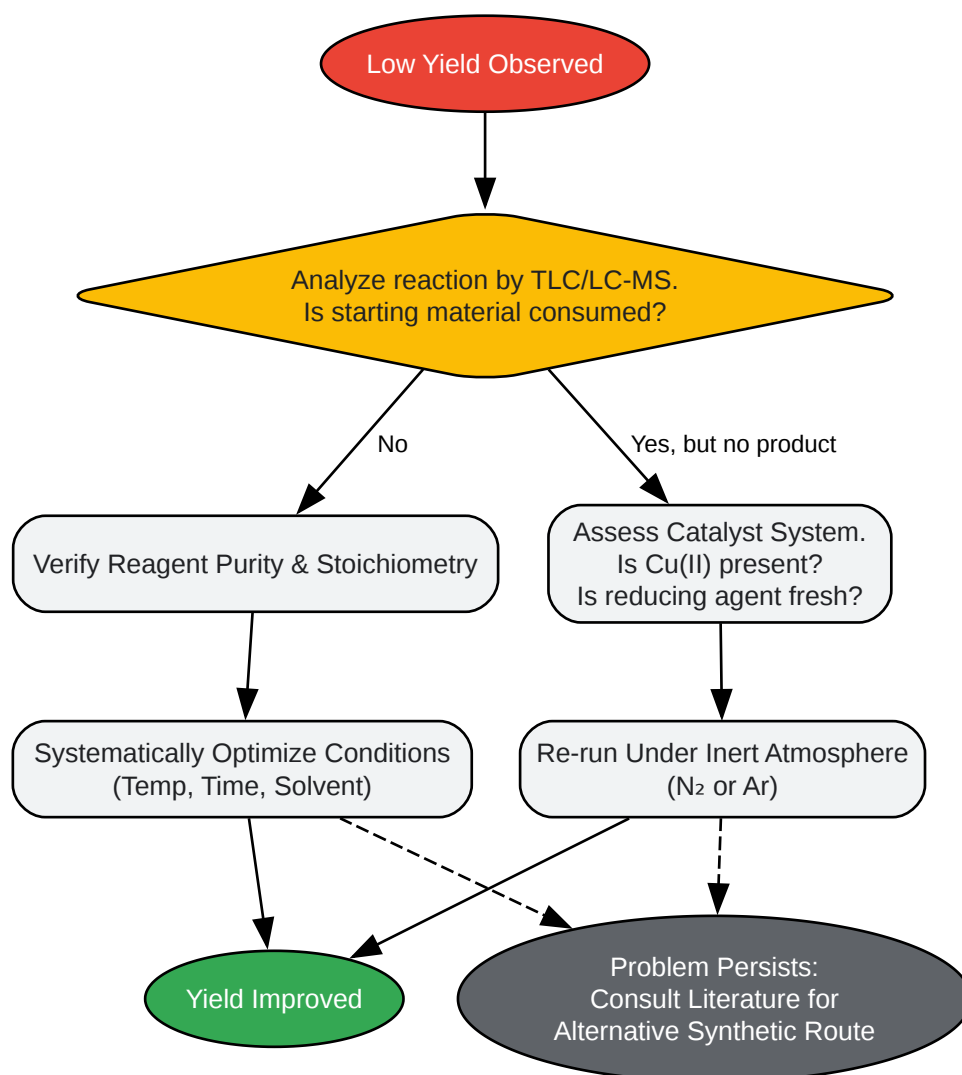 Low Yield Observed
Analyze reaction by TLC/LC-MS.
Is starting material consumed?
No
Yes, but no product
Verify Reagent Purity & Stoichiometry
Assess Catalyst System.
Is Cu(II) present?
Is reducing agent fresh?
Systematically Optimize Conditions
(Temp, Time, Solvent)
Re-run Under Inert Atmosphere
(N₂ or Ar)
Yield Improved
Problem Persists:
Consult Literature for
Alternative Synthetic Route